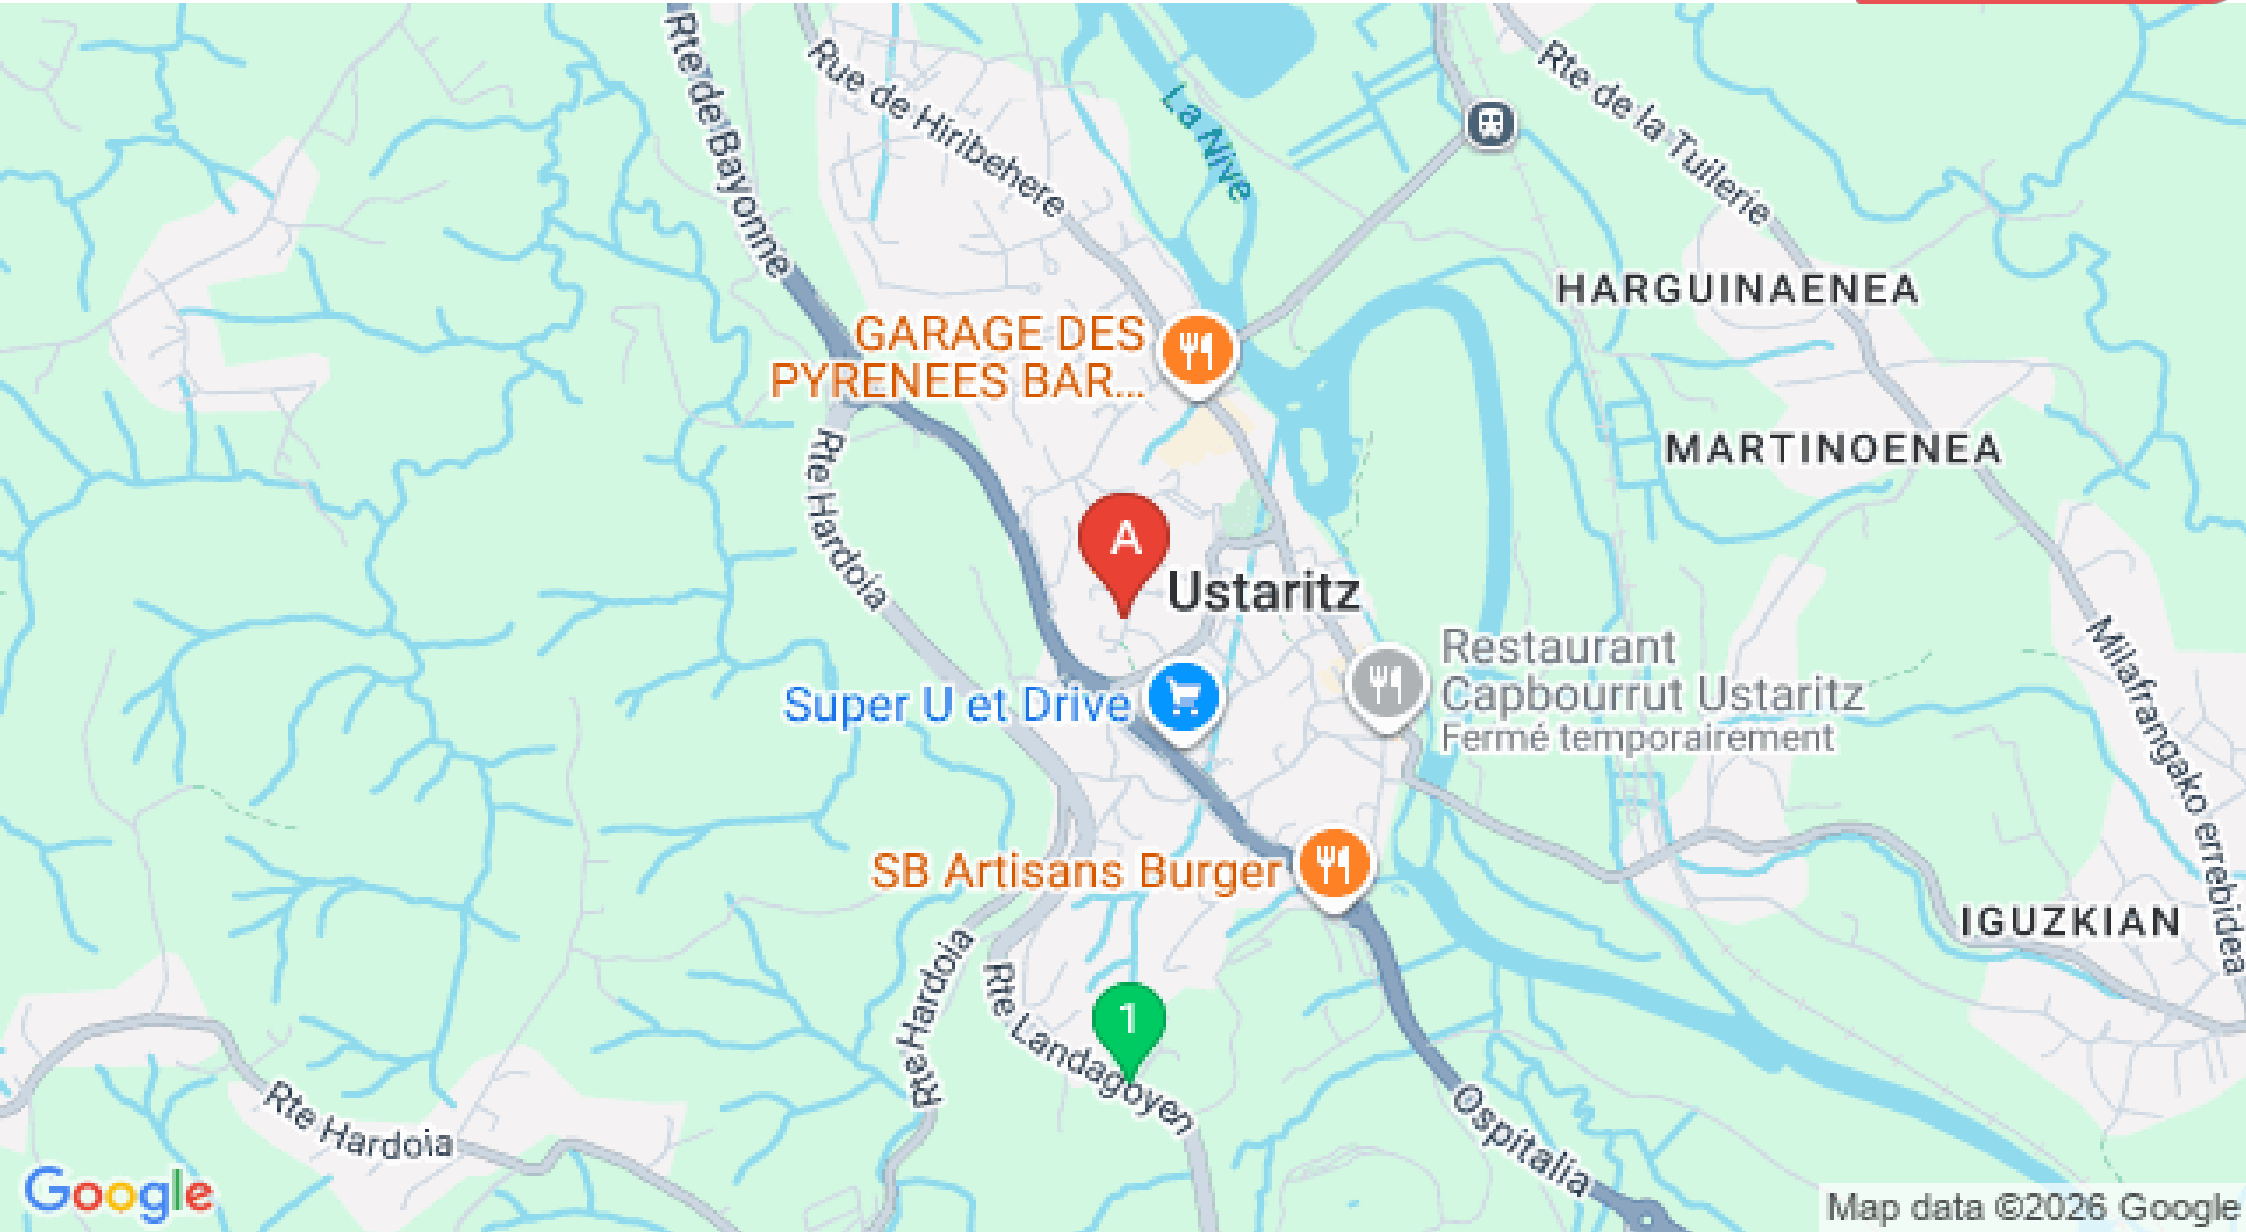 Rte de Bayonne
Rue de Hiribehere
La Nive
Rte de la Tuilerie
HARGUINAENEA
GARAGE DES
PYRENEES BAR...
MARTINOENEA
Rte Hardoia
A
Ustaritz
Restaurant
Capbourrut Ustaritz
Fermé temporairement
Super U et Drive
Milafrangako errebidea
SB Artisans Burger
IGUZKIAN
Rte Hardoia
Rte Landagoyen
1
Rte Hardoia
Ospitalia
Google
Map data ©2026 Google